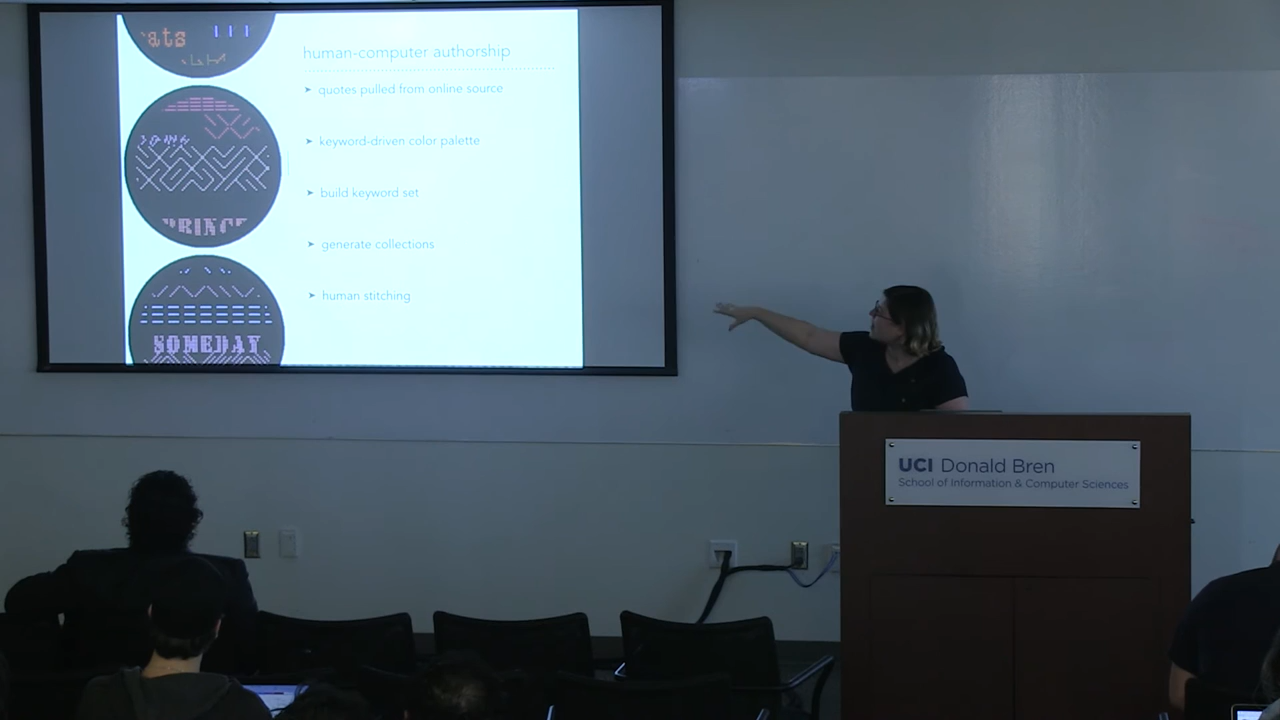 ats
human-computer authorship
➤ quotes pulled from online source
➤ keyword-driven color palette
➤ build keyword set
"PRINCE
➤ generate collections
➤ human stitching
SOMEDAY
UCI Donald Bren
School of Information & Computer Sciences